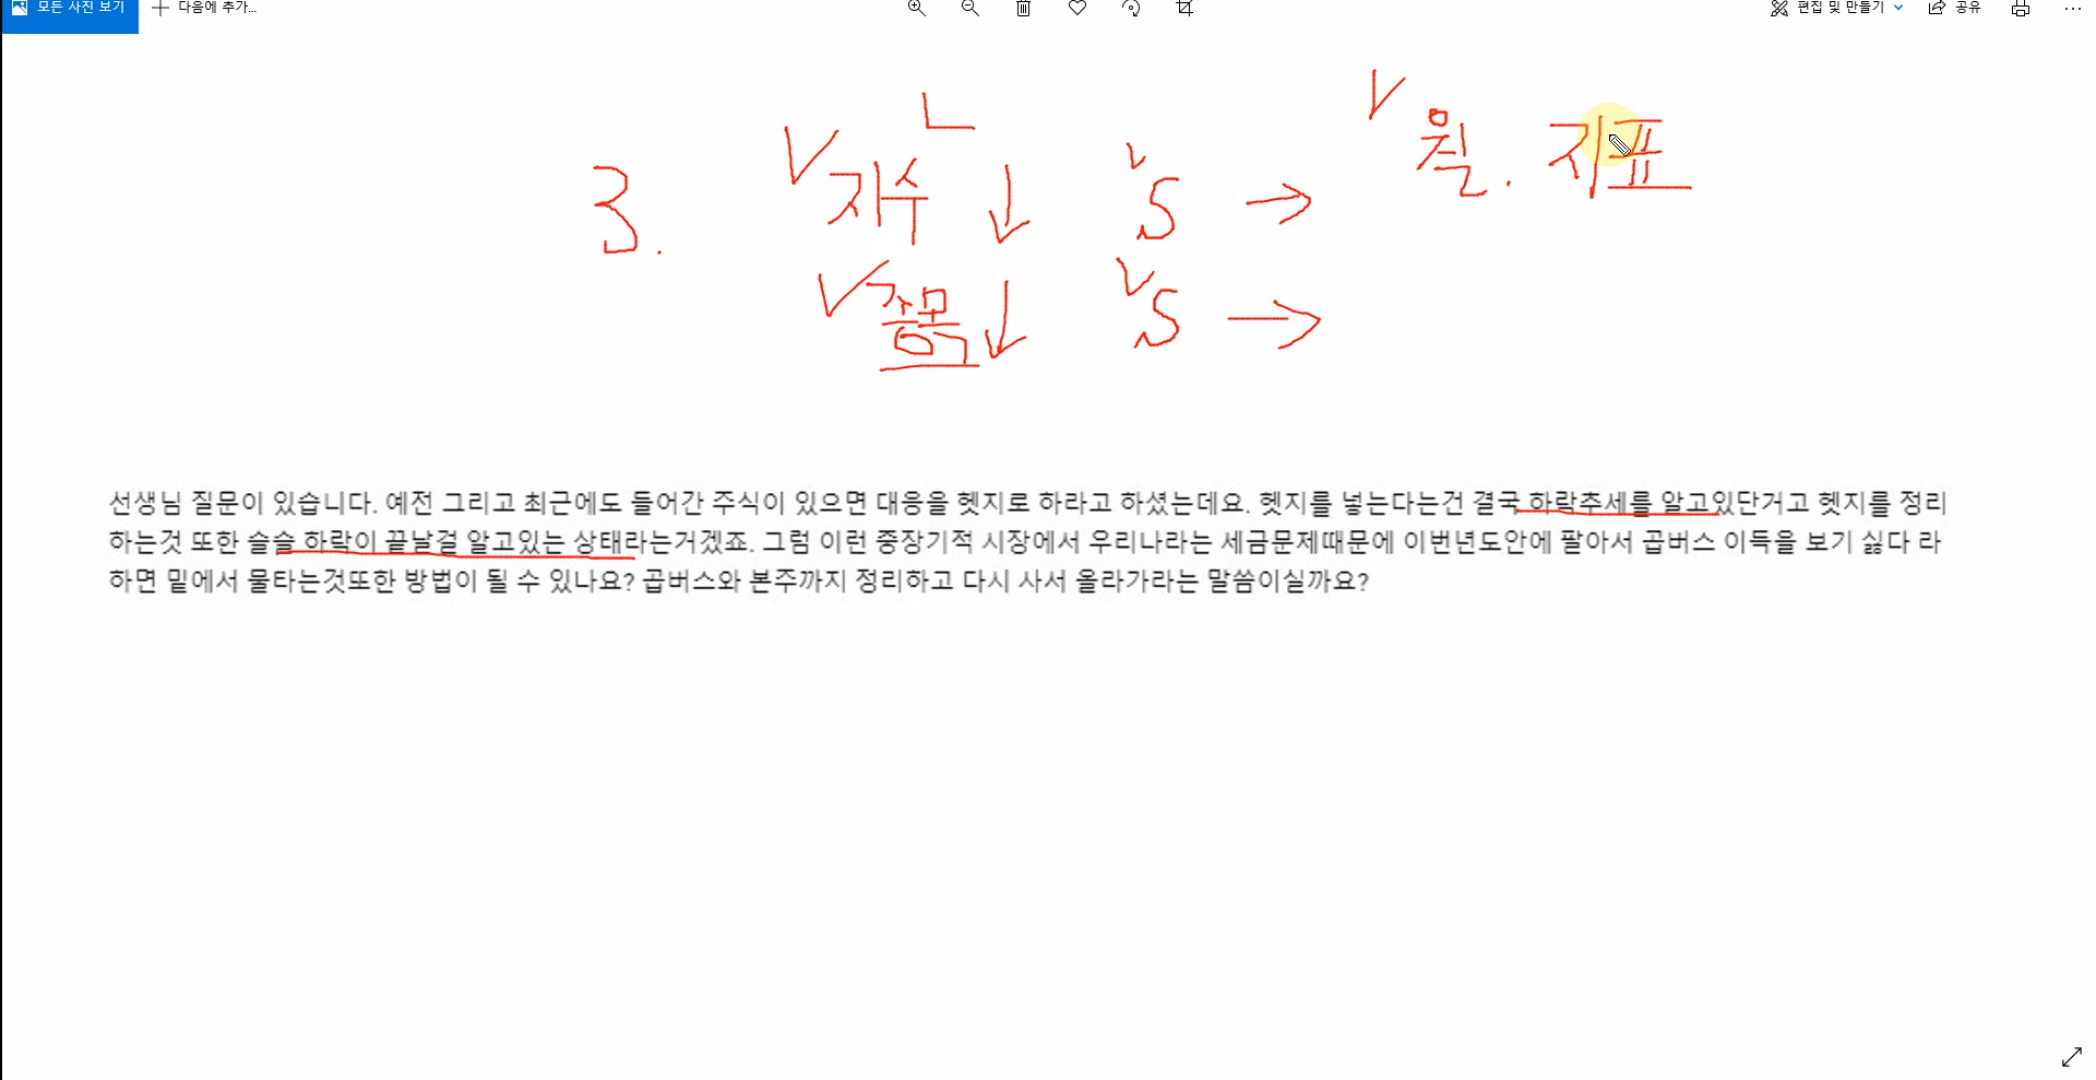 모든 사진 보기 다음에 추가... 편집 및 만들기 공유
L
3. 지수 ↓ S → 월. 지표
종목 ↓ S →
선생님 질문이 있습니다. 예전 그리고 최근에도 들어간 주식이 있으면 대응을 헷지로 하라고 하셨는데요. 헷지를 넣는다는건 결국 하락추세를 알고있단거고 헷지를 정리
하는것 또한 슬슬 하락이 끝날걸 알고있는 상태라는거겠죠. 그럼 이런 중장기적 시장에서 우리나라는 세금문제때문에 이번년도안에 팔아서 곱버스 이득을 보기 싫다 라
하면 밑에서 물타는것또한 방법이 될 수 있나요? 곱버스와 본주까지 정리하고 다시 사서 올라가라는 말씀이실까요?